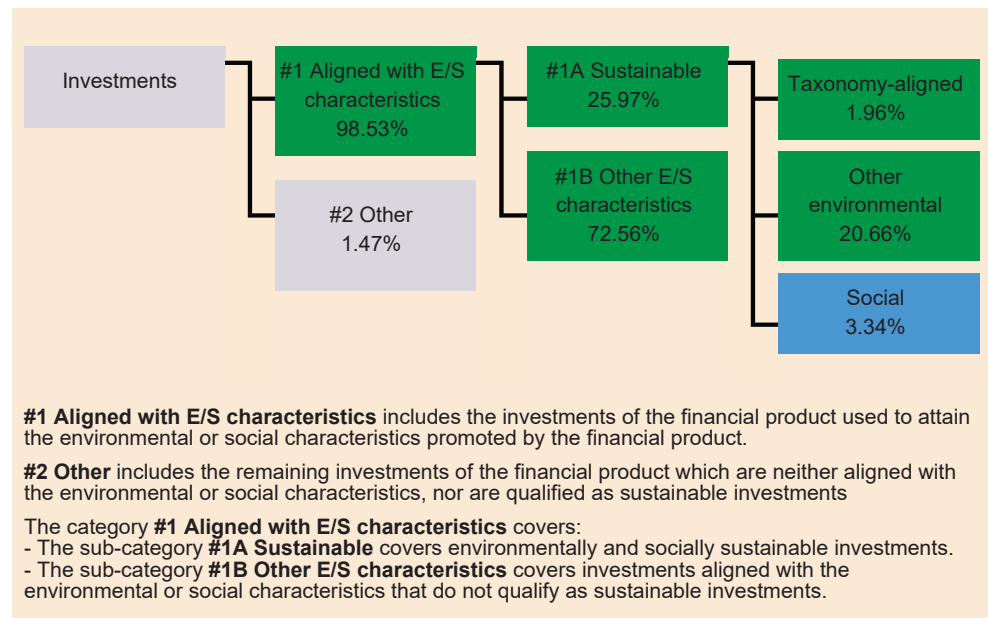 Investments
#1 Aligned with E/S
characteristics
98.53%
#2 Other
1.47%
#1A Sustainable
25.97%
#1B Other E/S
characteristics
72.56%
Taxonomy-aligned
1.96%
Other
environmental
20.66%
Social
3.34%
#1 Aligned with E/S characteristics includes the investments of the financial product used to attain
the environmental or social characteristics promoted by the financial product.
#2 Other includes the remaining investments of the financial product which are neither aligned with
the environmental or social characteristics, nor are qualified as sustainable investments
The category #1 Aligned with E/S characteristics covers:
- The sub-category #1A Sustainable covers environmentally and socially sustainable investments.
- The sub-category #1B Other E/S characteristics covers investments aligned with the
environmental or social characteristics that do not qualify as sustainable investments.